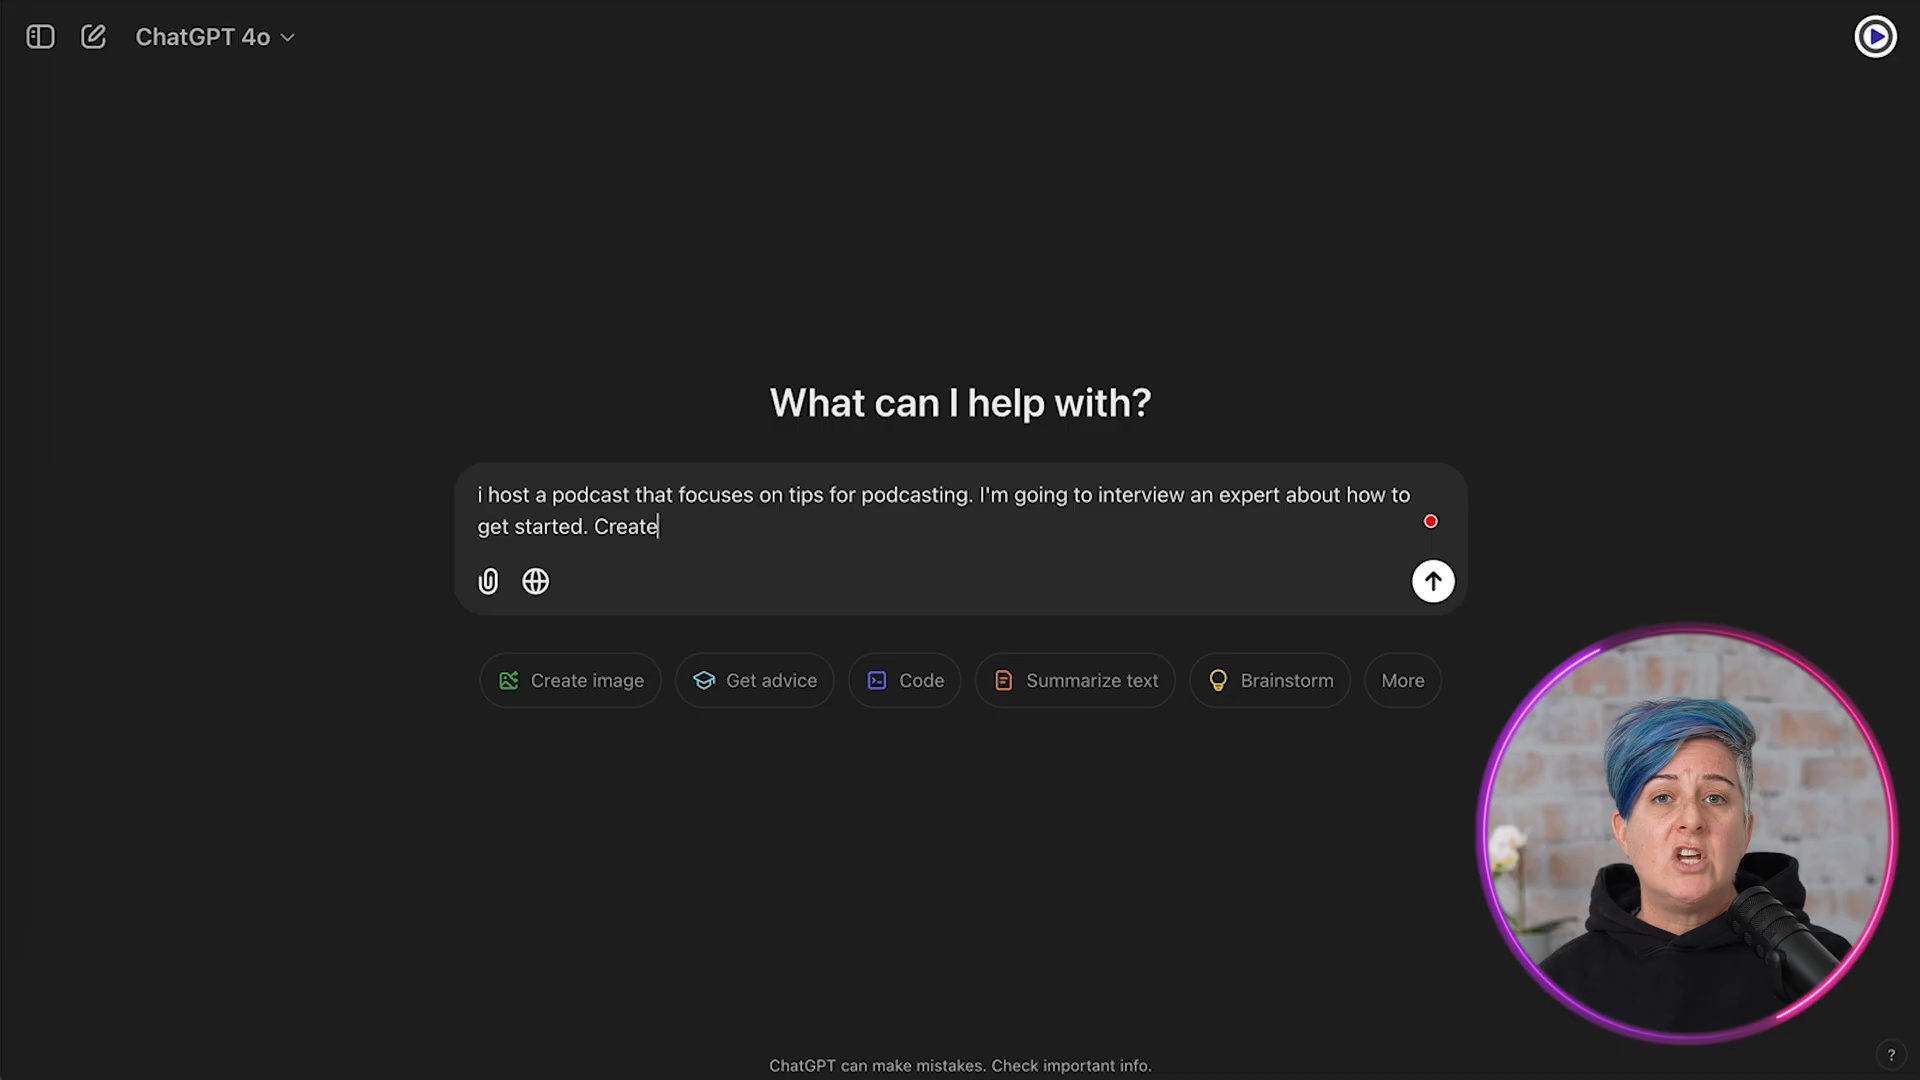 ChatGPT 4o
What can I help with?
i host a podcast that focuses on tips for podcasting. I'm going to interview an expert about how to
get started. Create
Create image
Get advice
Code
Summarize text
Brainstorm
More
ChatGPT can make mistakes. Check important info.
?